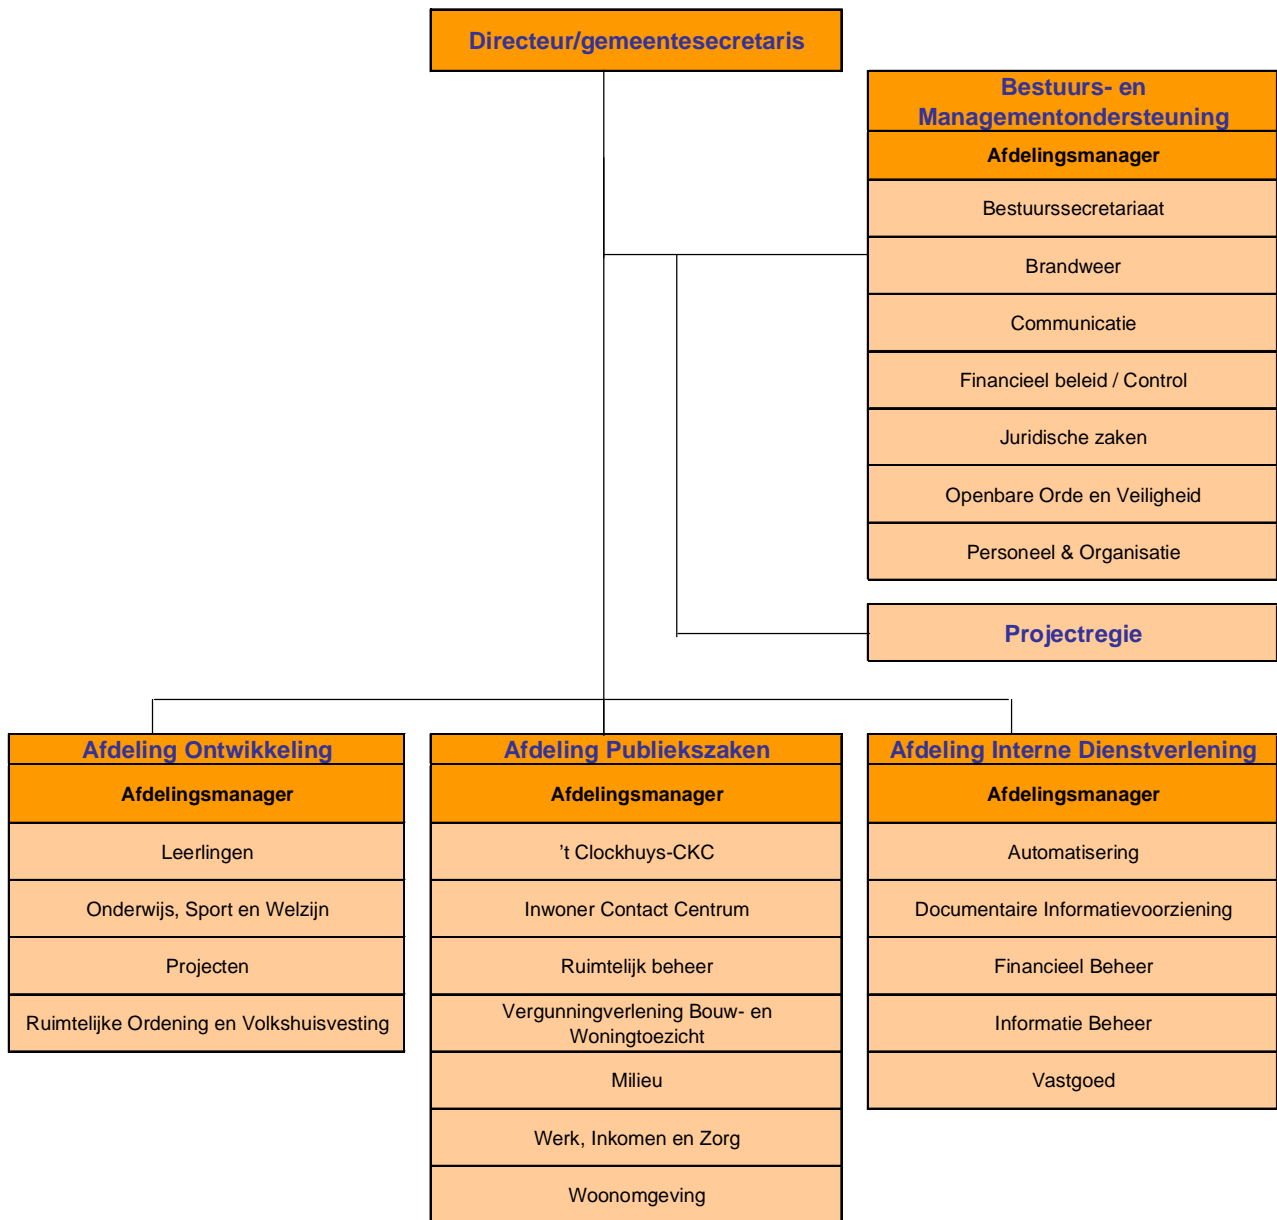 Directeur/gemeentesecretaris
Bestuurs- en
Managementondersteuning
Afdelingsmanager
Bestuurssecretariaat
Brandweer
Communicatie
Financieel beleid / Control
Juridische zaken
Openbare Orde en Veiligheid
Personeel & Organisatie
Projectregie
Afdeling Ontwikkeling
Afdelingsmanager
Leerlingen
Onderwijs, Sport en Welzijn
Projecten
Ruimtelijke Ordening en Volkshuisvesting
Afdeling Publiekszaken
Afdelingsmanager
’t Clockhuys-CKC
Inwoner Contact Centrum
Ruimtelijk beheer
Vergunningverlening Bouw- en
Woningtoezicht
Milieu
Werk, Inkomen en Zorg
Woonomgeving
Afdeling Interne Dienstverlening
Afdelingsmanager
Automatisering
Documentaire Informatievoorziening
Financieel Beheer
Informatie Beheer
Vastgoed